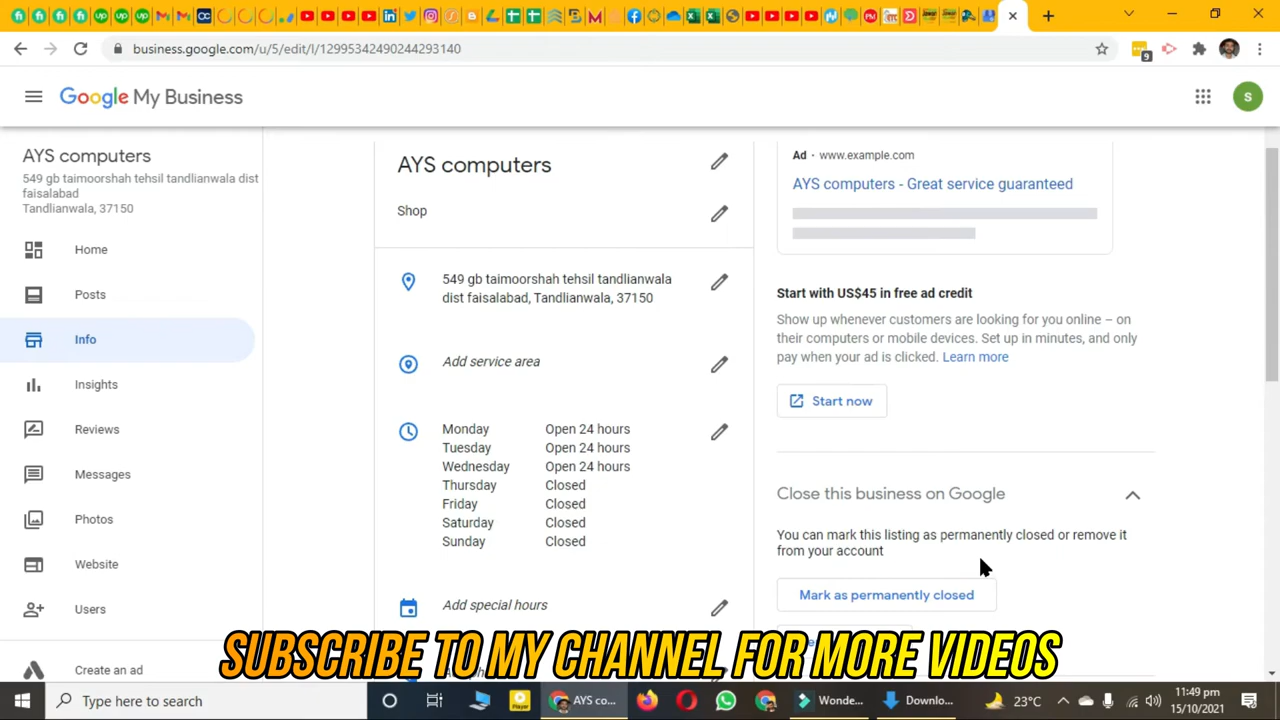 business.google.com/u/5/edit/l/12995342490244293140
9
Google My Business
S
AYS computers
549 gb taimoorshah tehsil tandlianwala dist
faisalabad
Tandlianwala, 37150
Home
Posts
Info
Insights
Reviews
Messages
Photos
Website
Users
Create an ad
AYS computers
Shop
549 gb taimoorshah tehsil tandlianwala
dist faisalabad, Tandlianwala, 37150
Add service area
Monday Open 24 hours
Tuesday Open 24 hours
Wednesday Open 24 hours
Thursday Closed
Friday Closed
Saturday Closed
Sunday Closed
Add special hours
Ad · www.example.com
AYS computers - Great service guaranteed
Start with US$45 in free ad credit
Show up whenever customers are looking for you online – on
their computers or mobile devices. Set up in minutes, and only
pay when your ad is clicked. Learn more
Start now
Close this business on Google
You can mark this listing as permanently closed or remove it
from your account
Mark as permanently closed
SUBSCRIBE TO MY CHANNEL FOR MORE VIDEOS
Type here to search
AYS co...
Player
Wonde...
Downlo...
23°C
11:49 pm
15/10/2021